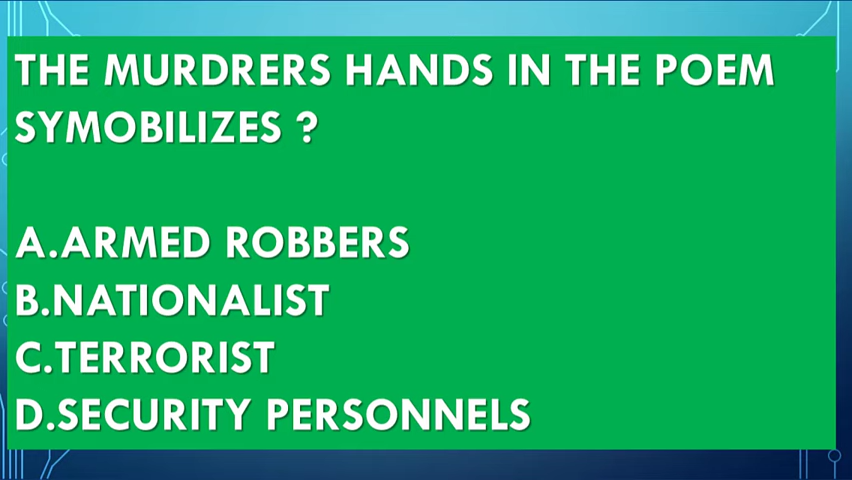 THE MURDRERS HANDS IN THE POEM
SYMOBILIZES ?
A.ARMED ROBBERS
B.NATIONALIST
C.TERRORIST
D.SECURITY PERSONNELS